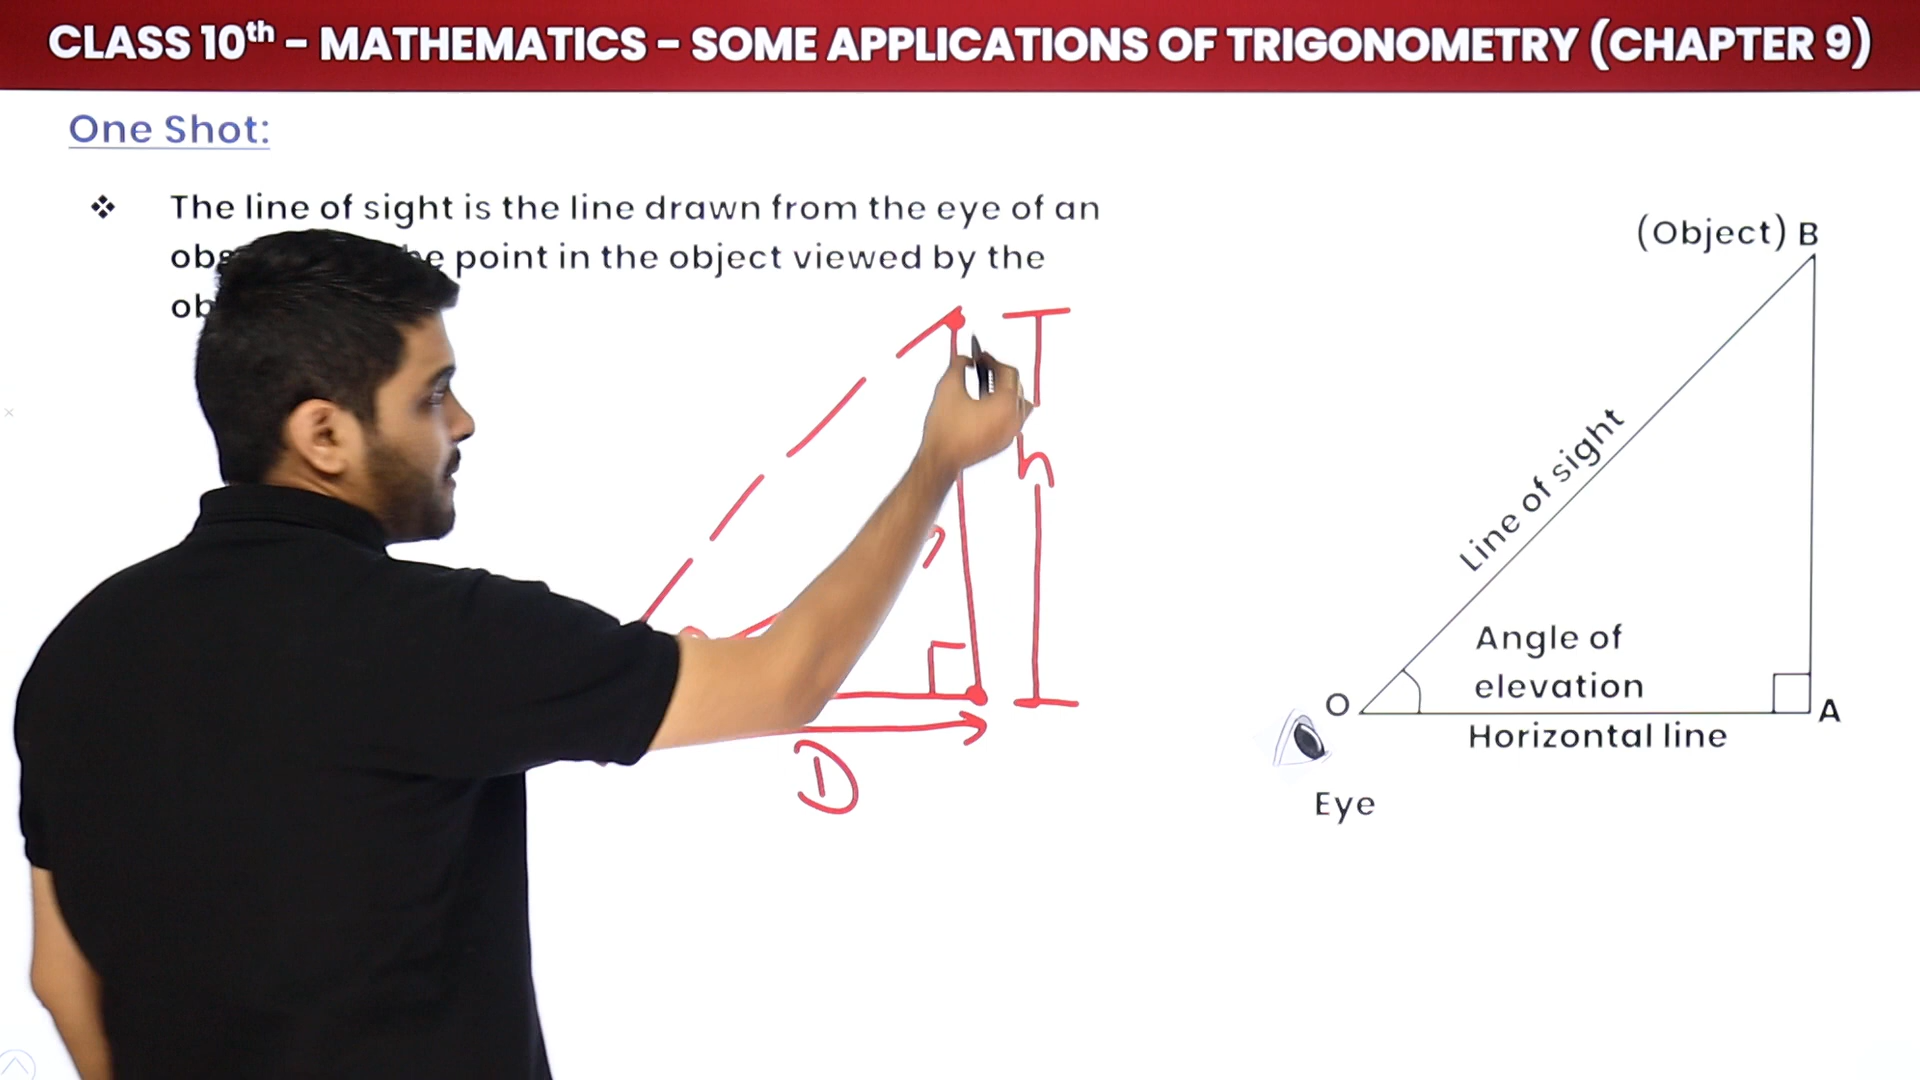 CLASS 10th – MATHEMATICS – SOME APPLICATIONS OF TRIGONOMETRY (CHAPTER 9)
One Shot:
❖ The line of sight is the line drawn from the eye of an
obs e point in the object viewed by the
ob
h
D
(Object) B
Line of sight
Angle of
elevation
O
A
Horizontal line
Eye